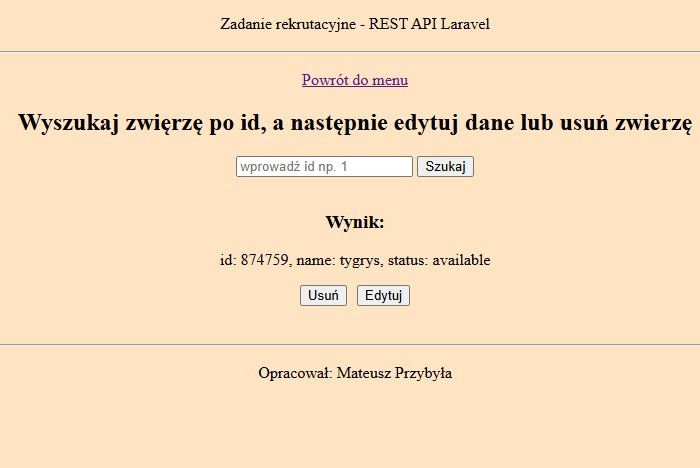 Zadanie rekrutacyjne - REST API Laravel
Powrót do menu
Wyszukaj zwięrzę po id, a następnie edytuj dane lub usuń zwierzę
wprowadź id np. 1 Szukaj
Wynik:
id: 874759, name: tygrys, status: available
Usuń Edytuj
Opracował: Mateusz Przybyła